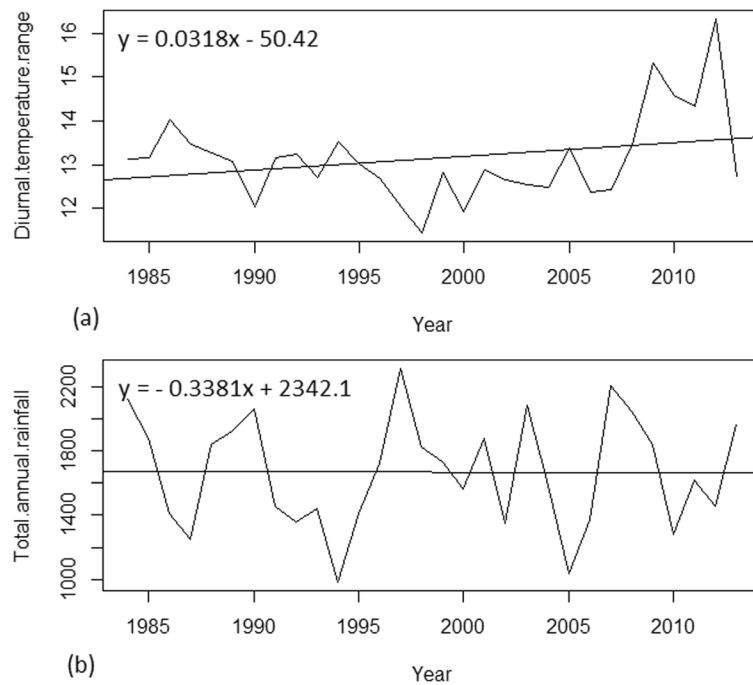 y = 0.0318x - 50.42
Diurnal.temperature.range
16
15
14
13
12
1985 1990 1995 2000 2005 2010
(a)
Year
y = - 0.3381x + 2342.1
Total.annual.rainfall
2200
1800
1400
1000
1985 1990 1995 2000 2005 2010
(b)
Year